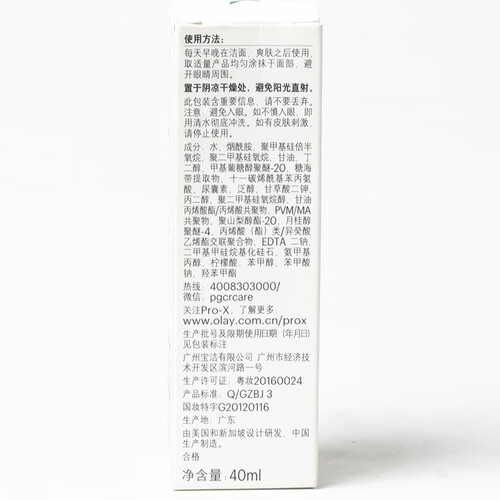 使用方法：
每天早晚在洁面、爽肤之后使用，
取适量产品均匀涂抹于面部，避
开眼睛周围。
置于阴凉干燥处，避免阳光直射。
此包装含重要信息，请不要丢弃。
注意：避免入眼。如不慎入眼，即
用清水彻底冲洗。如有皮肤刺激，
请停止使用。
成分：水、烟酰胺、聚甲基硅倍半
氧烷、聚二甲基硅氧烷、甘油、丁
二醇、甲基葡糖醇聚醚-20、糖海
带提取物、十一碳烯酰基苯丙氨
酸、尿囊素、泛醇、甘草酸二钾、
丙二醇、聚二甲基硅氧烷醇、甘油
丙烯酸酯/丙烯酸共聚物、PVM/MA
共聚物、聚山梨醇酯-20、月桂醇
聚醚-4、丙烯酸（酯）类/异癸酸
乙烯酯交联聚合物、EDTA 二钠、
二甲基甲硅烷基化硅石、氨甲基
丙醇、柠檬酸、苯甲醇、苯甲酸
钠、羟苯甲酯
热线：4008303000/
微信：pgcrcare
关注Pro-X，了解更多：
www.olay.com.cn/prox
生产批号及限期使用日期（年月日）
见包装标注
广州宝洁有限公司 广州市经济技
术开发区滨河路一号
生产许可证：粤妆20160024
产品标准：Q/GZBJ 3
国妆特字G20120116
生产地：广东
由美国和新加坡设计研发，中国
生产制造。
合格
净含量：40ml